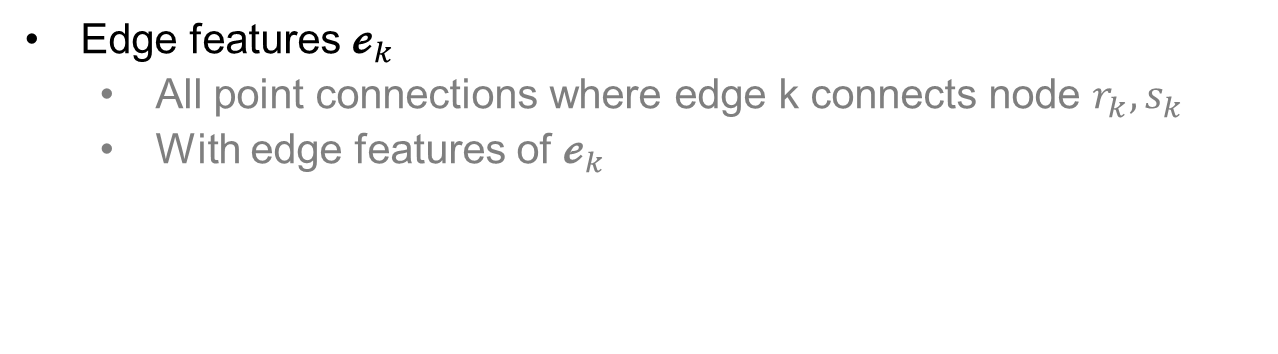 • Edge features 𝒆ₖ
• All point connections where edge k connects node 𝑟ₖ, 𝑠ₖ
• With edge features of 𝒆ₖ